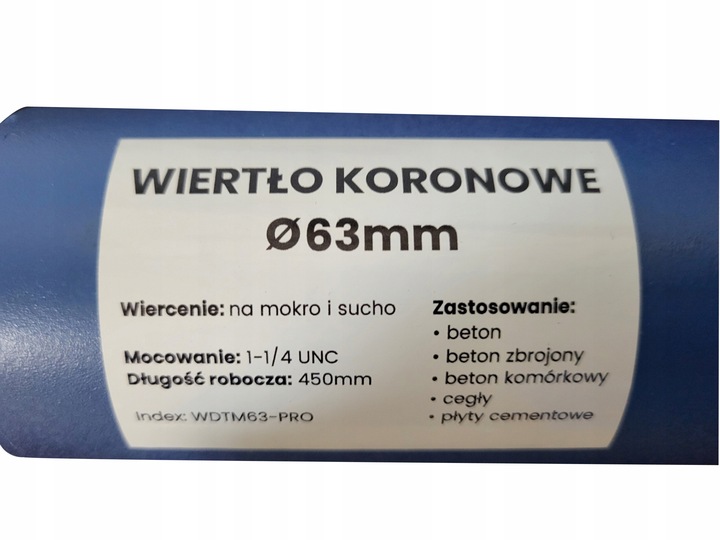 WIERTŁO KORONOWE
Ø63mm
Wiercenie: na mokro i sucho
Mocowanie: 1-1/4 UNC
Długość robocza: 450mm
Index: WDTM63-PRO
Zastosowanie:
• beton
• beton zbrojony
• beton komórkowy
• cegły
• płyty cementowe